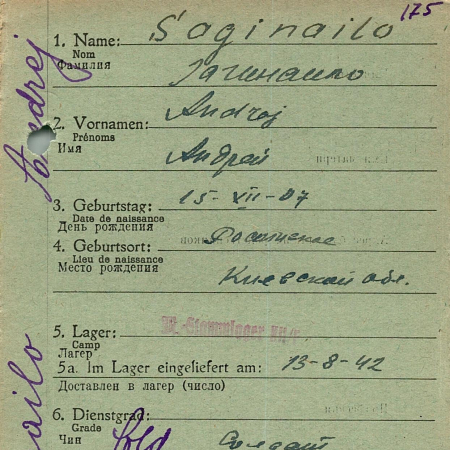 175
1. Name: Saginailo
Nom
Фамилия
Загинайло
Andrej
2. Vornamen:
Prénoms
Имя
Андрей
3. Geburtstag: 15-XII-07
Date de naissance
День рождения
4. Geburtsort:
Lieu de naissance
Место рождения
Киевской обл.
5. Lager:
Camp
Лагерь
5a. Im Lager eingeliefert am: 13-8-42
Доставлен в лагерь (число)
6. Dienstgrad: Sold
Grade
Чин
Солдат
Andrej
ailo